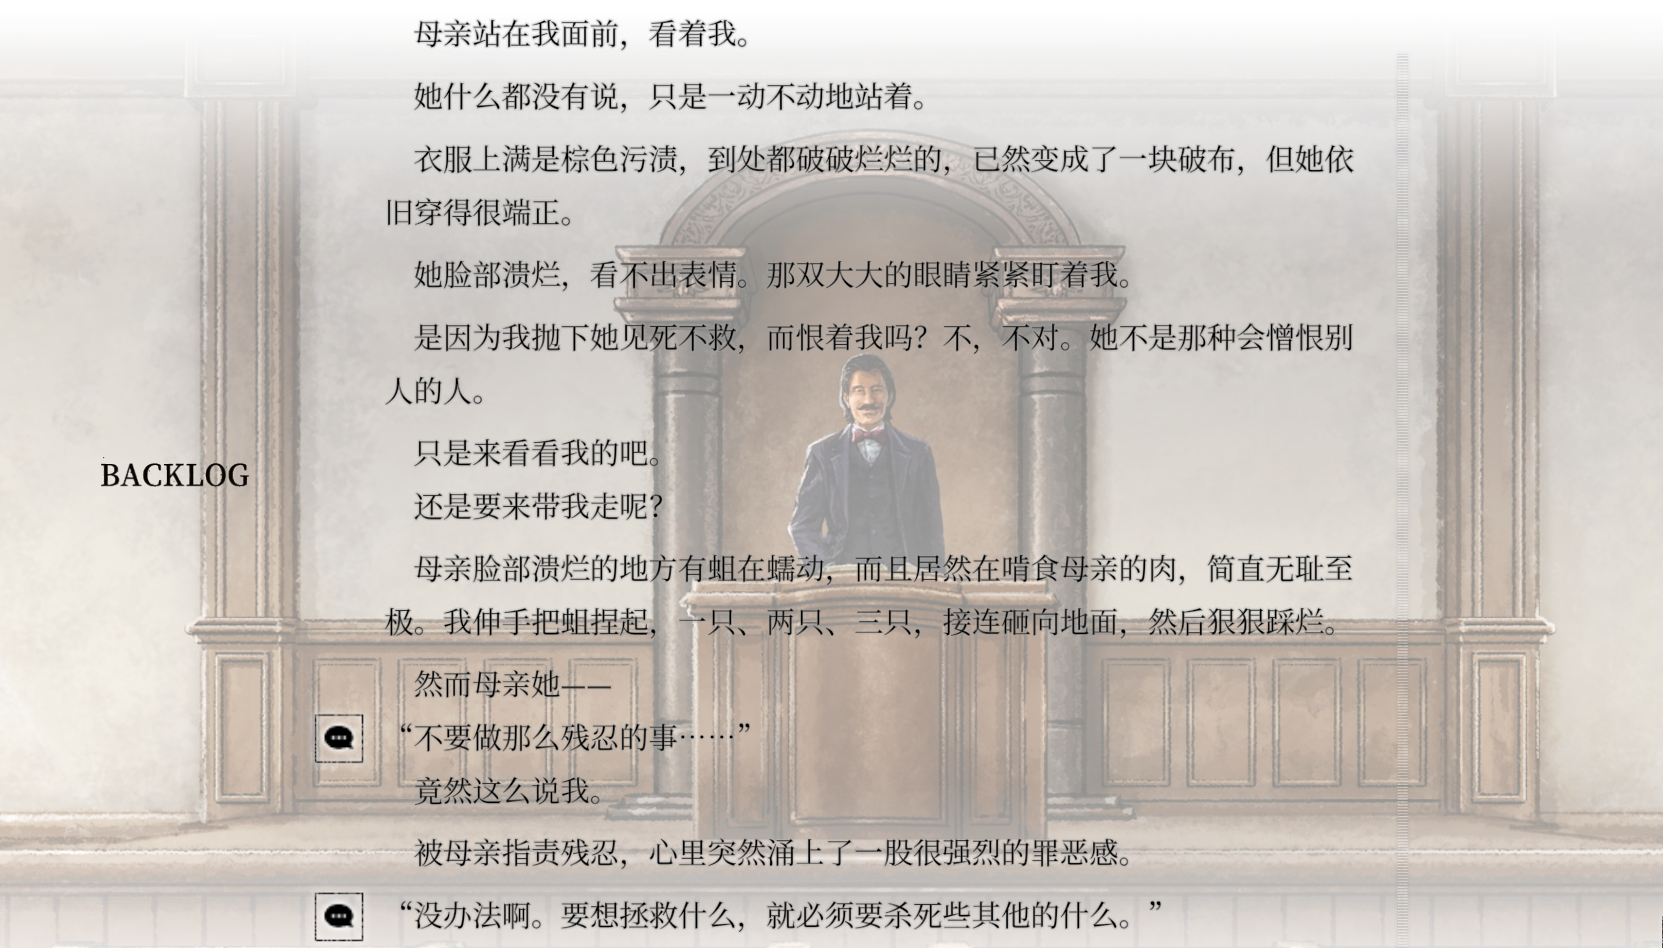 母亲站在我面前，看着我。
她什么都没有说，只是一动不动地站着。
衣服上满是棕色污渍，到处都破破烂烂的，已然变成了一块破布，但她依
旧穿得很端正。
她脸部溃烂，看不出表情。那双大大的眼睛紧紧盯着我。
是因为我抛下她见死不救，而恨着我吗？不，不对。她不是那种会憎恨别
人的人。
只是来看看我的吧。
BACKLOG
还是要来带我走呢？
母亲脸部溃烂的地方有蛆在蠕动，而且居然在啃食母亲的肉，简直无耻至
极。我伸手把蛆捏起，一只、两只、三只，接连砸向地面，然后狠狠踩烂。
然而母亲她——
“不要做那么残忍的事……”
竟然这么说我。
被母亲指责残忍，心里突然涌上了一股很强烈的罪恶感。
“没办法啊。要想拯救什么，就必须要杀死些其他的什么。”